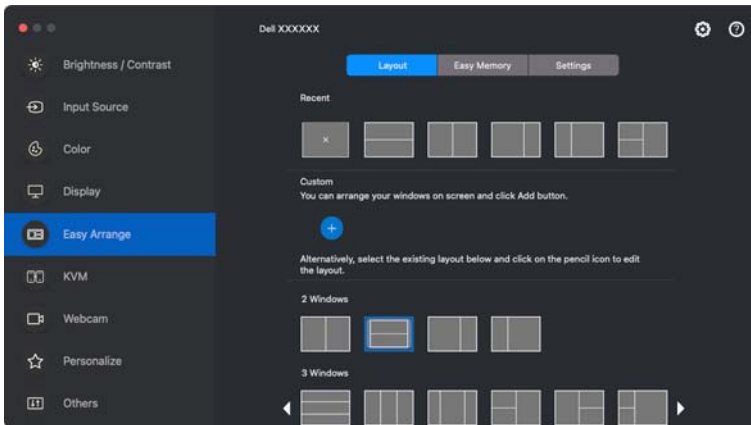 Dell XXXXXX
Brightness / Contrast
Input Source
Color
Display
Easy Arrange
KVM
Webcam
Personalize
Others
Layout
Easy Memory
Settings
Recent
Custom
You can arrange your windows on screen and click Add button.
Alternatively, select the existing layout below and click on the pencil icon to edit
the layout.
2 Windows
3 Windows